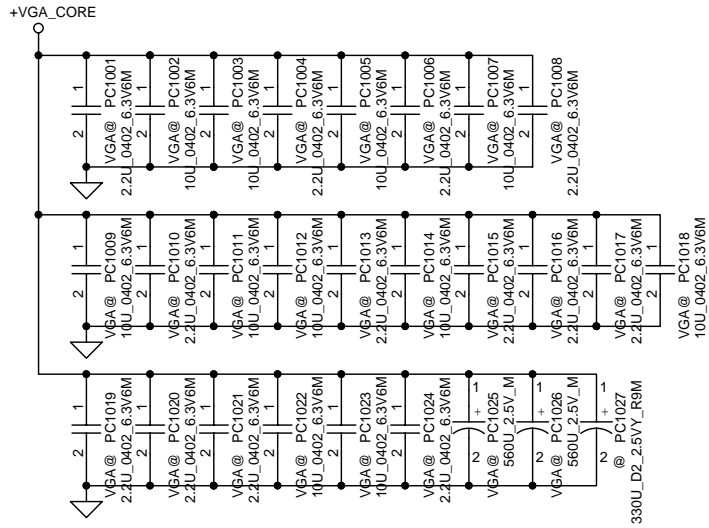 +VGA_CORE
1
2
VGA@ PC1001
2.2U_0402_6.3V6M
1
2
VGA@ PC1002
10U_0402_6.3V6M
1
2
VGA@ PC1003
10U_0402_6.3V6M
1
2
VGA@ PC1004
2.2U_0402_6.3V6M
1
2
VGA@ PC1005
10U_0402_6.3V6M
1
2
VGA@ PC1006
2.2U_0402_6.3V6M
1
2
VGA@ PC1007
10U_0402_6.3V6M
1
2
VGA@ PC1008
2.2U_0402_6.3V6M
1
2
VGA@ PC1009
10U_0402_6.3V6M
1
2
VGA@ PC1010
2.2U_0402_6.3V6M
1
2
VGA@ PC1011
10U_0402_6.3V6M
1
2
VGA@ PC1012
10U_0402_6.3V6M
1
2
VGA@ PC1013
2.2U_0402_6.3V6M
1
2
VGA@ PC1014
10U_0402_6.3V6M
1
2
VGA@ PC1015
2.2U_0402_6.3V6M
1
2
VGA@ PC1016
2.2U_0402_6.3V6M
1
2
VGA@ PC1017
2.2U_0402_6.3V6M
1
2
VGA@ PC1018
10U_0402_6.3V6M
1
2
VGA@ PC1019
2.2U_0402_6.3V6M
1
2
VGA@ PC1020
2.2U_0402_6.3V6M
1
2
VGA@ PC1021
2.2U_0402_6.3V6M
1
2
VGA@ PC1022
10U_0402_6.3V6M
1
2
VGA@ PC1023
10U_0402_6.3V6M
1
2
VGA@ PC1024
2.2U_0402_6.3V6M
1
+
2
VGA@ PC1025
560U_2.5V_M
1
+
2
VGA@ PC1026
560U_2.5V_M
1
+
2
@ PC1027
330U_D2_2.5VY_R9M